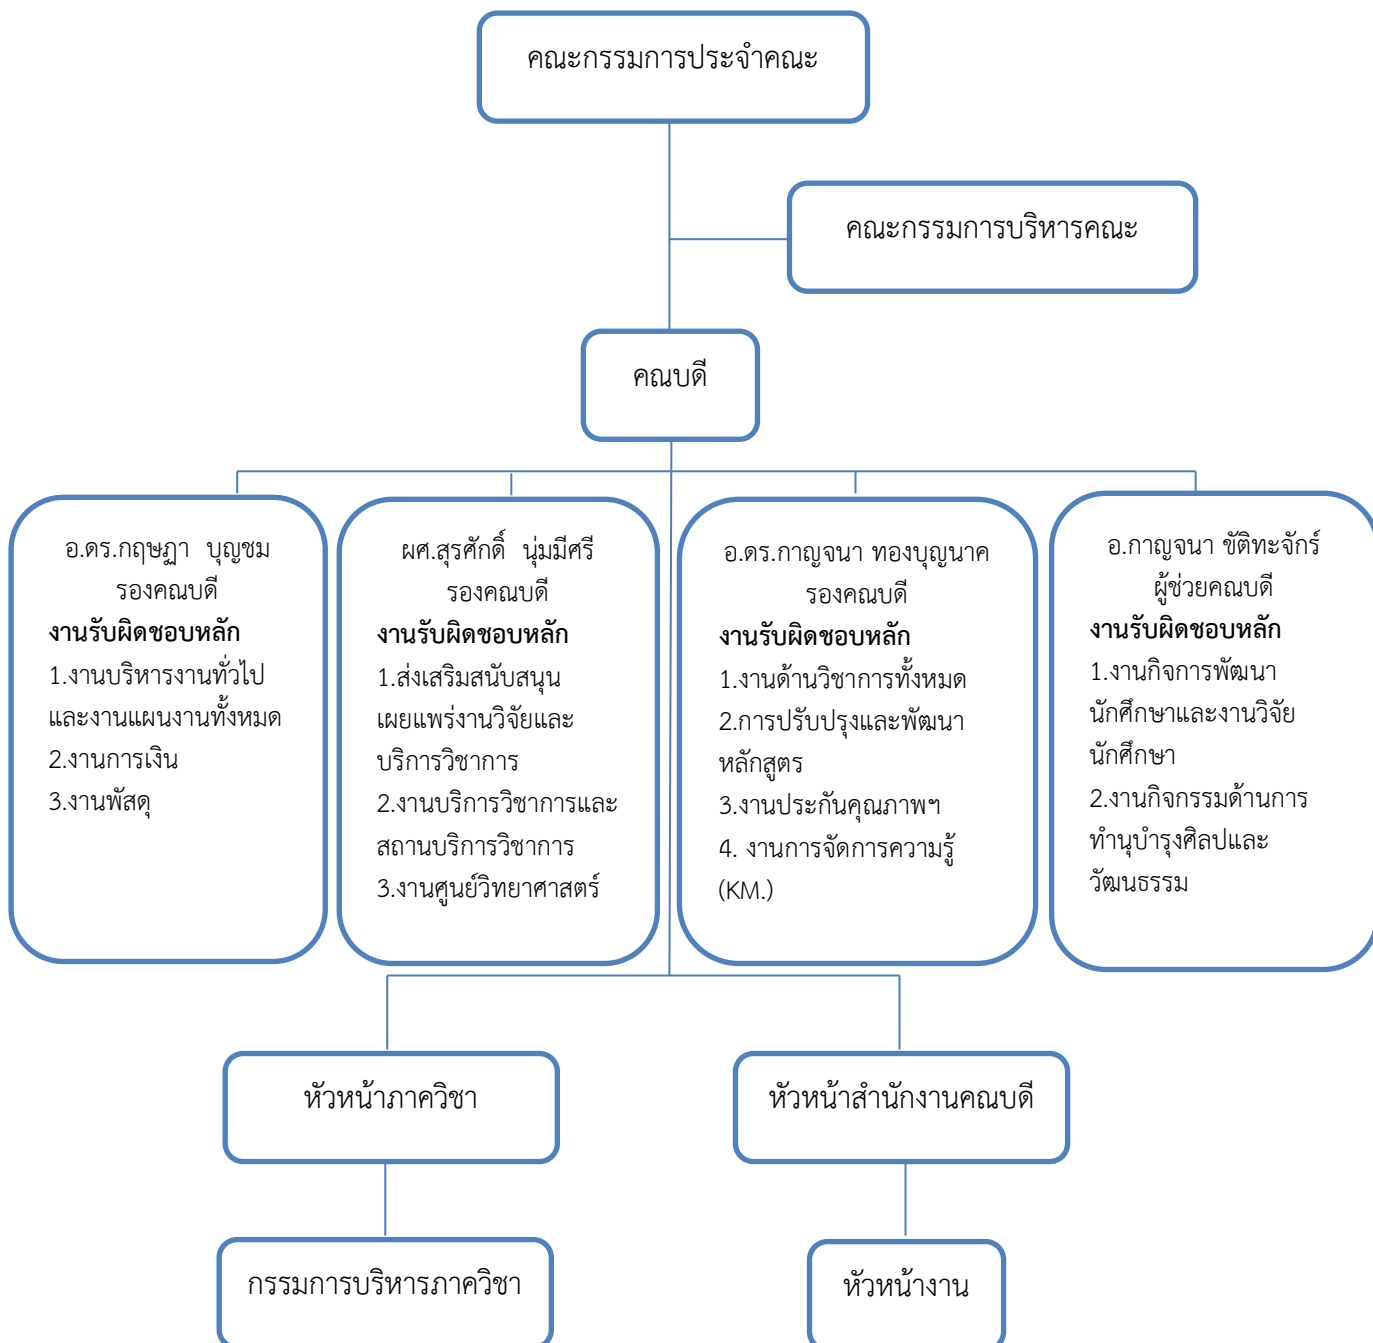 คณะกรรมการประจำคณะ
คณะกรรมการบริหารคณะ
คณบดี
อ.ดร.กฤษฏา  บุญชม
รองคณบดี
งานรับผิดชอบหลัก
1.งานบริหารงานทั่วไป
และงานแผนงานทั้งหมด
2.งานการเงิน
3.งานพัสดุ
ผศ.สุรศักดิ์  นุ่มมีศรี
รองคณบดี
งานรับผิดชอบหลัก
1.ส่งเสริมสนับสนุน
เผยแพร่งานวิจัยและ
บริการวิชาการ
2.งานบริการวิชาการและ
สถานบริการวิชาการ
3.งานศูนย์วิทยาศาสตร์
อ.ดร.กาญจนา ทองบุญนาค
รองคณบดี
งานรับผิดชอบหลัก
1.งานด้านวิชาการทั้งหมด
2.การปรับปรุงและพัฒนา
หลักสูตร
3.งานประกันคุณภาพฯ
4. งานการจัดการความรู้
(KM.)
อ.กาญจนา ขัติทะจักร์
ผู้ช่วยคณบดี
งานรับผิดชอบหลัก
1.งานกิจการพัฒนา
นักศึกษาและงานวิจัย
นักศึกษา
2.งานกิจกรรมด้านการ
ทำนุบำรุงศิลปและ
วัฒนธรรม
หัวหน้าภาควิชา
หัวหน้าสำนักงานคณบดี
กรรมการบริหารภาควิชา
หัวหน้างาน